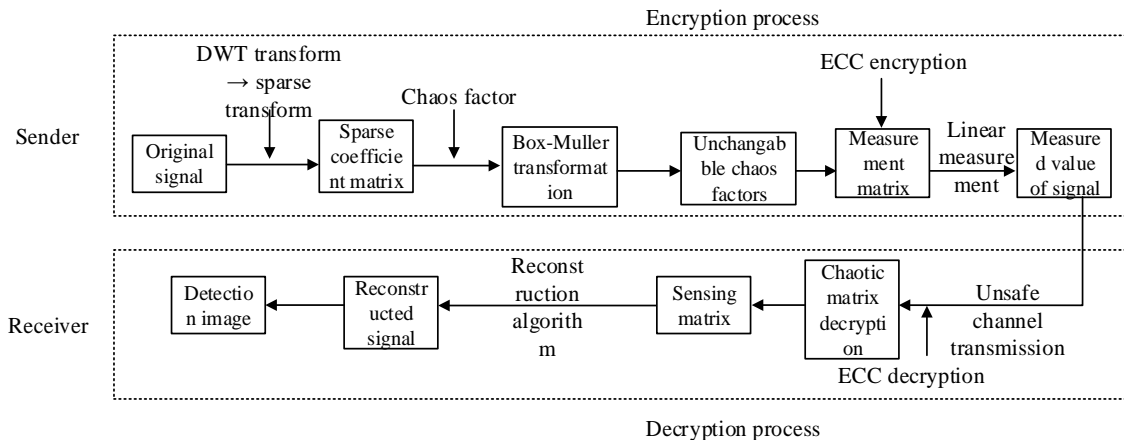 Encryption process
Sender
DWT transform
→ sparse
transform
Chaos factor
ECC encryption
Original
signal
Sparse
coefficie
nt matrix
Box-Muller
transformat
ion
Unchangab
ble chaos
factors
Measure
ment
matrix
Linear
measure
ment
Measure
d value
of signal
Receiver
Detectio
n image
Reconstr
ucted
signal
Reconst
ruction
algorith
m
Sensing
matrix
Chaotic
matrix
decrypti
on
Unsafe
channel
transmission
ECC decryption
Decryption process